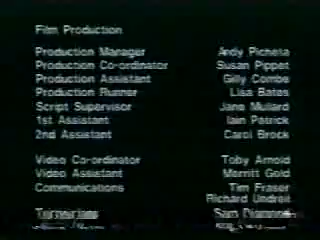 Film Production
Production Manager Andy Picheta
Production Co-ordinator Susan Pippet
Production Assistant Gilly Combe
Production Runner Lisa Bates
Script Supervisor Jane Mullard
1st Assistant Iain Patrick
2nd Assistant Carol Brock
Video Co-ordinator Toby Arnold
Video Assistant Merritt Gold
Communications Tim Fraser
Richard
Sam